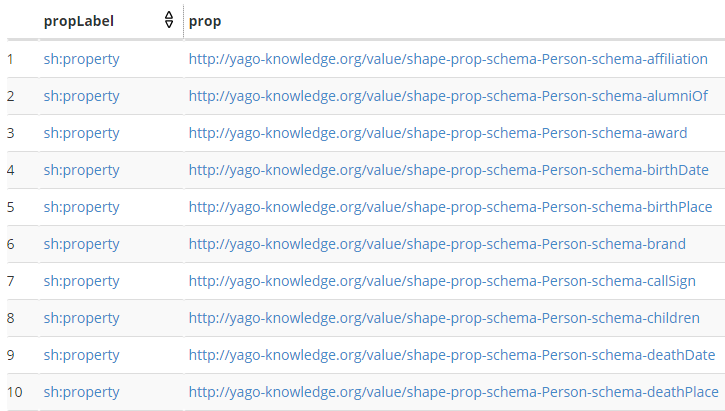 propLabel prop
1 sh:property http://yago-knowledge.org/value/shape-prop-schema-Person-schema-affiliation
2 sh:property http://yago-knowledge.org/value/shape-prop-schema-Person-schema-alumniOf
3 sh:property http://yago-knowledge.org/value/shape-prop-schema-Person-schema-award
4 sh:property http://yago-knowledge.org/value/shape-prop-schema-Person-schema-birthDate
5 sh:property http://yago-knowledge.org/value/shape-prop-schema-Person-schema-birthPlace
6 sh:property http://yago-knowledge.org/value/shape-prop-schema-Person-schema-brand
7 sh:property http://yago-knowledge.org/value/shape-prop-schema-Person-schema-callSign
8 sh:property http://yago-knowledge.org/value/shape-prop-schema-Person-schema-children
9 sh:property http://yago-knowledge.org/value/shape-prop-schema-Person-schema-deathDate
10 sh:property http://yago-knowledge.org/value/shape-prop-schema-Person-schema-deathPlace